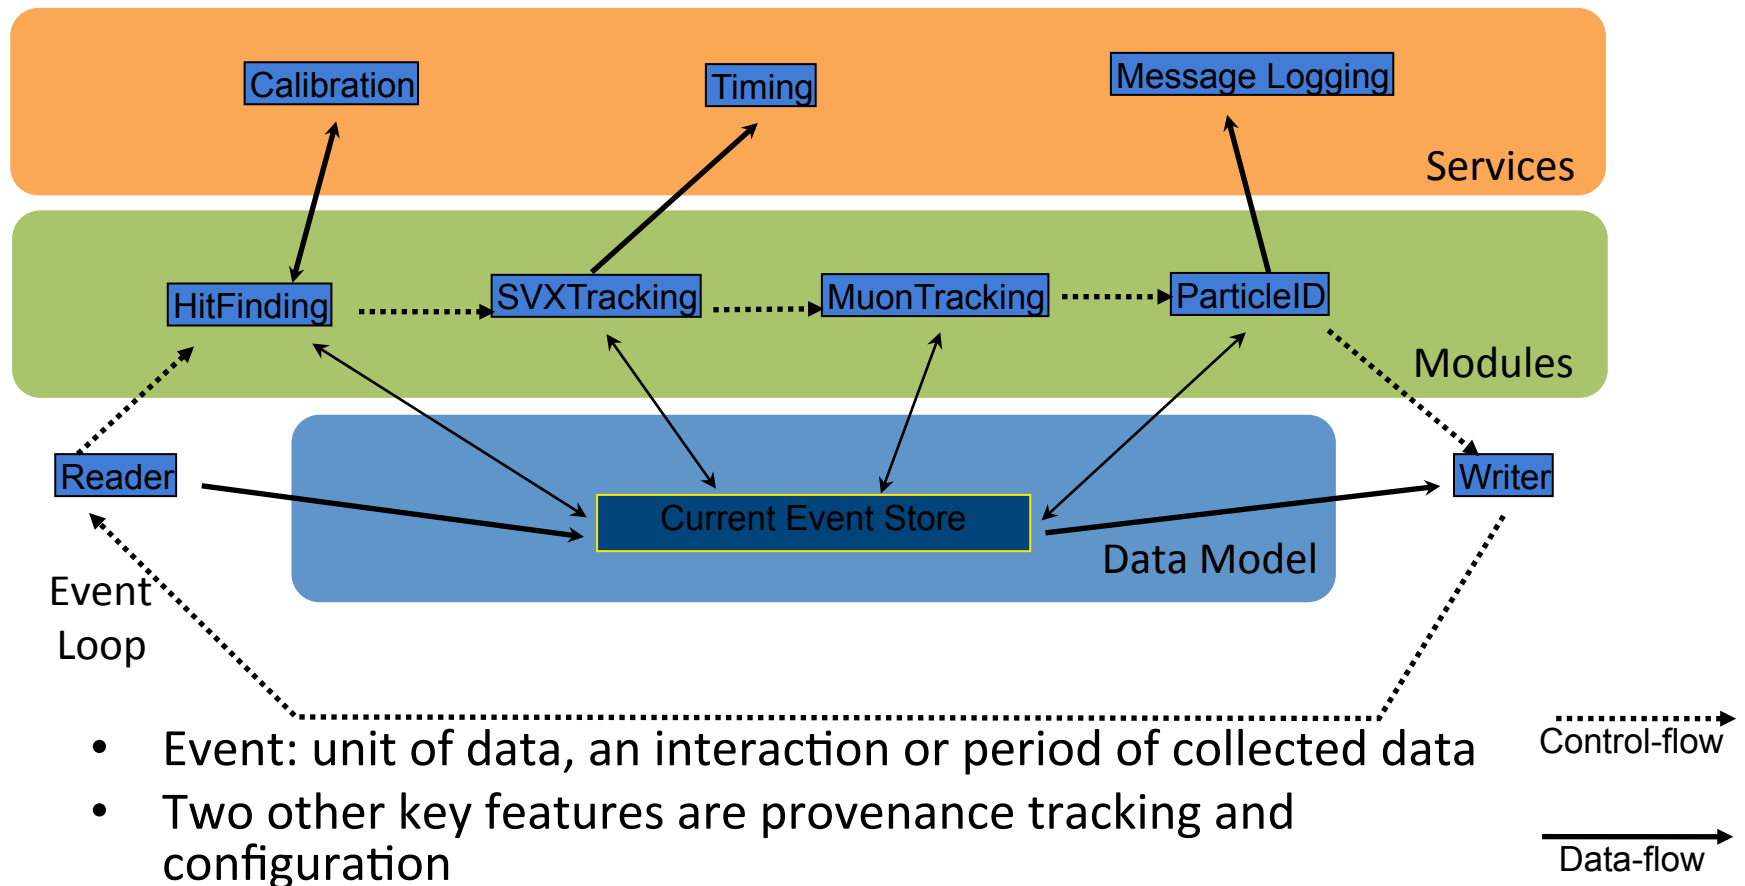 Calibration
Timing
Message Logging
Services
HitFinding
SVXTracking
MuonTracking
ParticleID
Modules
Reader
Writer
Current Event Store
Data Model
Event
Loop
• Event: unit of data, an interaction or period of collected data
• Two other key features are provenance tracking and
configuration
Control-flow
Data-flow